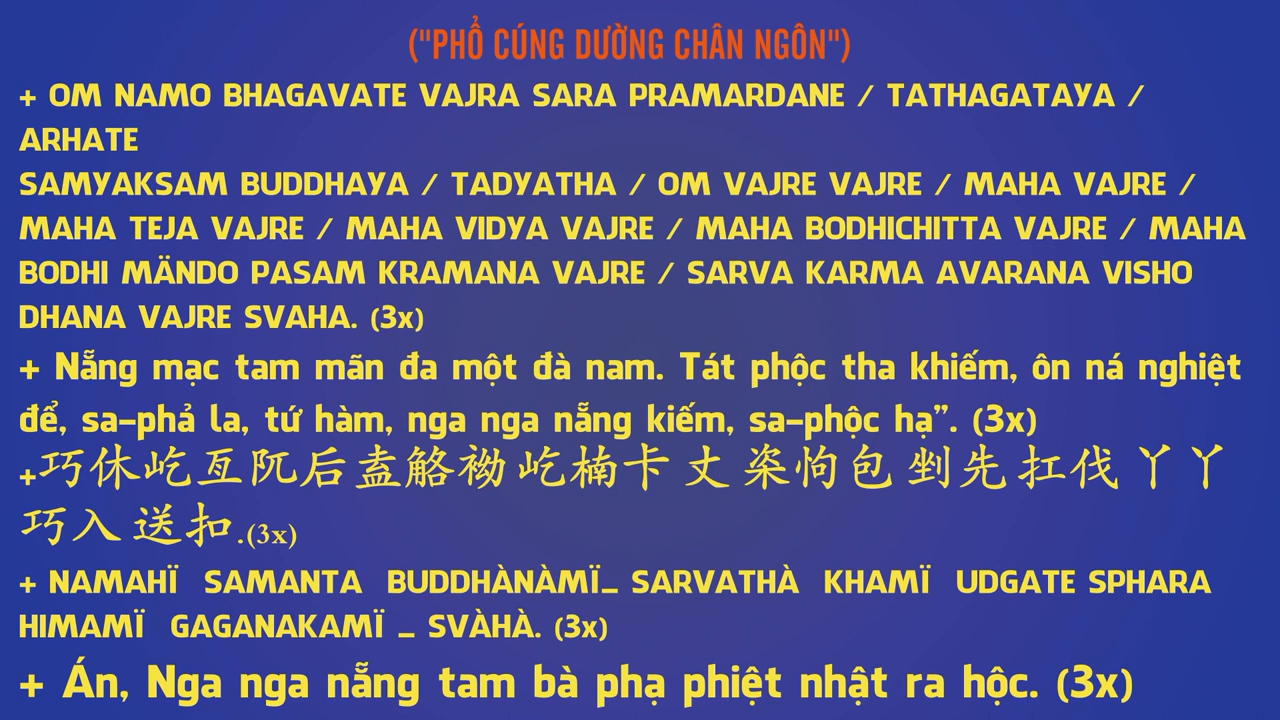 ("PHỔ CÚNG DƯỜNG CHÂN NGÔN")
+ OM NAMO BHAGAVATE VAJRA SARA PRAMARDANE / TATHAGATAYA /
ARHATE
SAMYAKSAM BUDDHAYA / TADYATHA / OM VAJRE VAJRE / MAHA VAJRE /
MAHA TEJA VAJRE / MAHA VIDYA VAJRE / MAHA BODHICHITTA VAJRE / MAHA
BODHI MÄNDO PASAM KRAMANA VAJRE / SARVA KARMA AVARANA VISHO
DHANA VAJRE SVAHA. (3x)
+ Nẵng mạc tam mãn đa một đà nam. Tát phộc tha khiếm, ôn ná nghiệt
để, sa-phả la, tứ hàm, nga nga nẵng kiếm, sa-phộc hạ”. (3x)
+巧休屹亙阢后盍觡袎屹楠卡丈楶怐包剉先扛伐丫丫
巧入送扣.(3x)
+ NAMAHÏ SAMANTA BUDDHÀNÀMÏ_ SARVATHÀ KHAMÏ UDGATE SPHARA
HIMAMÏ GAGANAKAMÏ _ SVÀHÀ. (3x)
+ Án, Nga nga nẵng tam bà phạ phiệt nhật ra hộc. (3x)